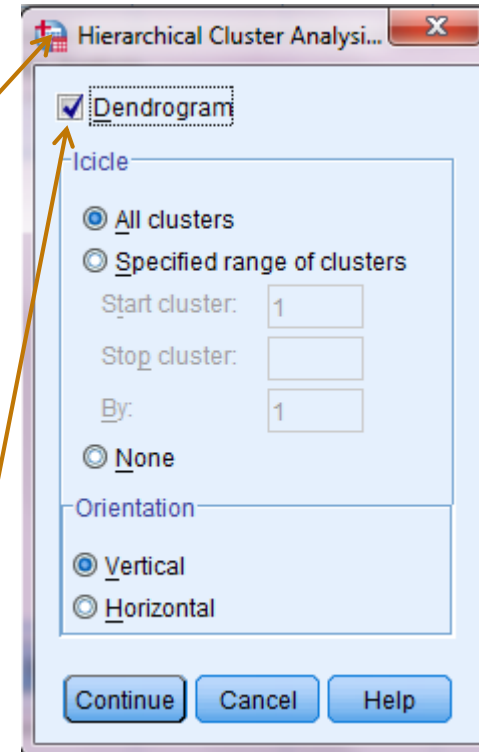 Hierarchical Cluster Analysi...
Dendrogram
Icicle
All clusters
Specified range of clusters
Start cluster: 1
Stop cluster:
By: 1
None
Orientation
Vertical
Horizontal
Continue Cancel Help